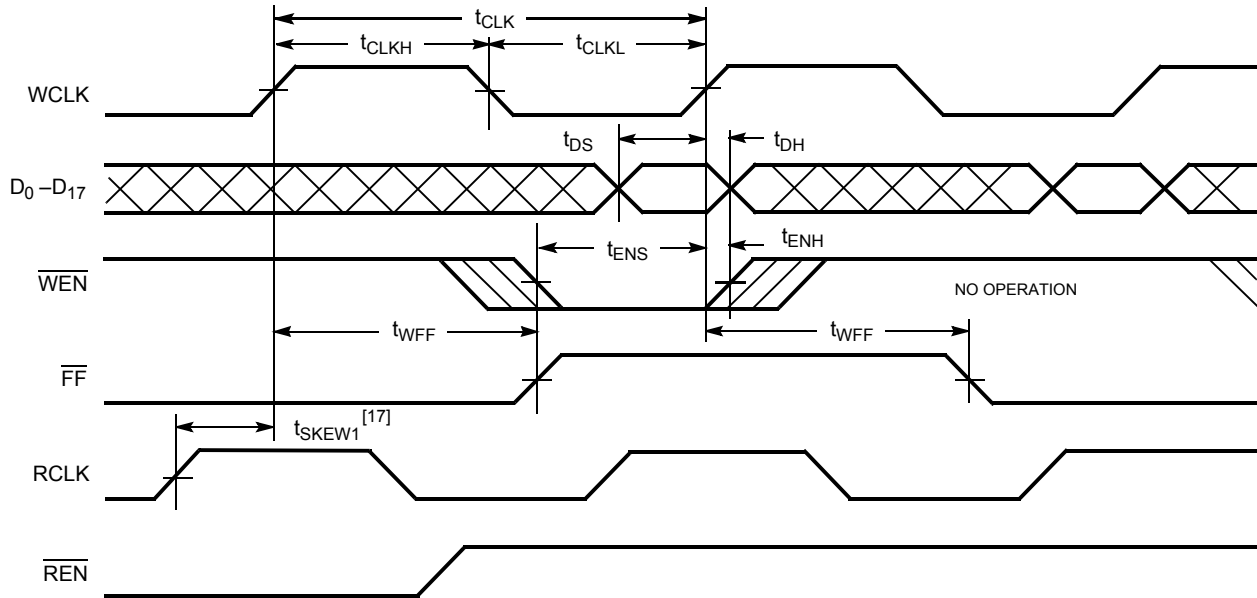 tCLK
tCLKH
tCLKL
WCLK
tDS
tDH
D0 –D17
tENS
tENH
WEN
NO OPERATION
tWFF
tWFF
FF
tSKEW1[17]
RCLK
REN